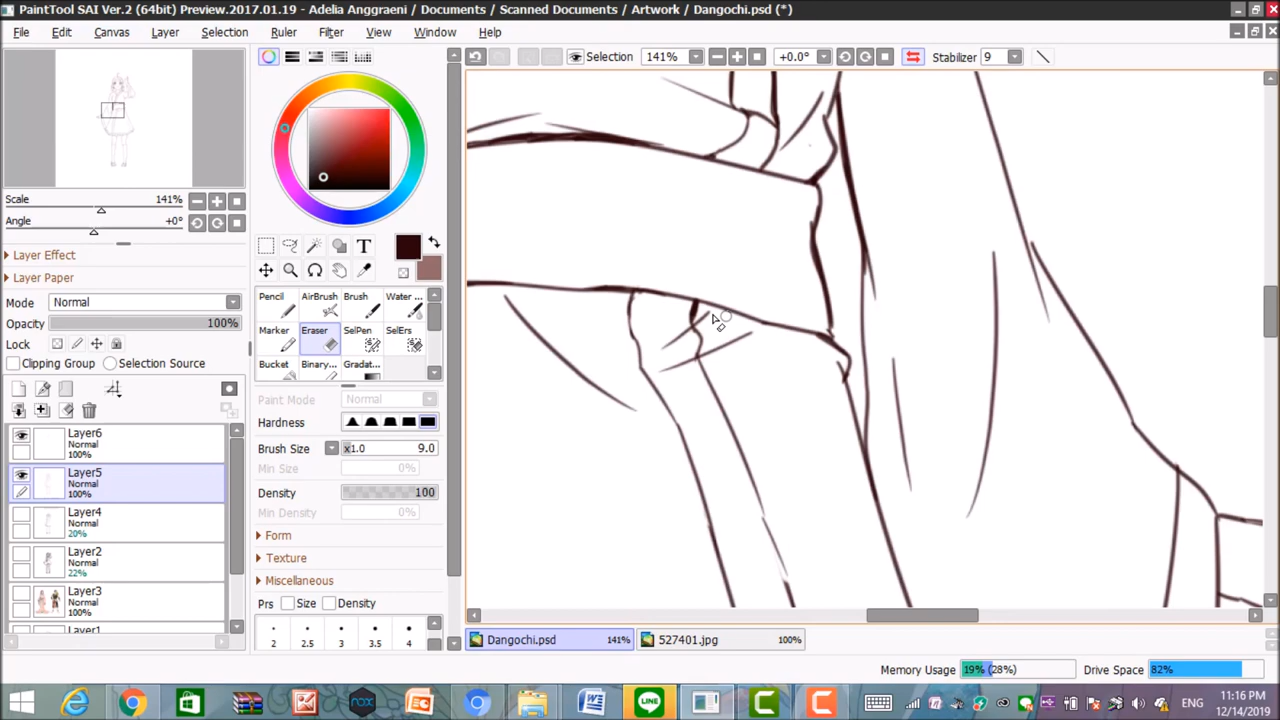 PaintTool SAI Ver.2 (64bit) Preview.2017.01.19 - Adelia Anggraeni / Documents / Scanned Documents / Artwork / Dangochi.psd (*)
File Edit Canvas Layer Selection Ruler Filter View Window Help
Selection 141% +0.0° Stabilizer 9
Scale 141%
Angle +0°
Layer Effect
Layer Paper
Mode Normal
Opacity 100%
Lock
Clipping Group Selection Source
Layer6
Normal
100%
Layer5
Normal
100%
Layer4
Normal
20%
Layer2
Normal
22%
Layer3
Normal
100%
Layer1
T
Pencil AirBrush Brush Water ...
Marker Eraser SelPen SelErs
Bucket Binary... Gradat...
Paint Mode Normal
Hardness
Brush Size x1.0 9.0
Min Size 0%
Density 100
Min Density 0%
Form
Texture
Miscellaneous
Prs Size Density
2 2.5 3 3.5 4
Dangochi.psd 141% 527401.jpg 100%
Memory Usage 19% (28%) Drive Space 82%
LINE
nox
ENG
11:16 PM
12/14/2019